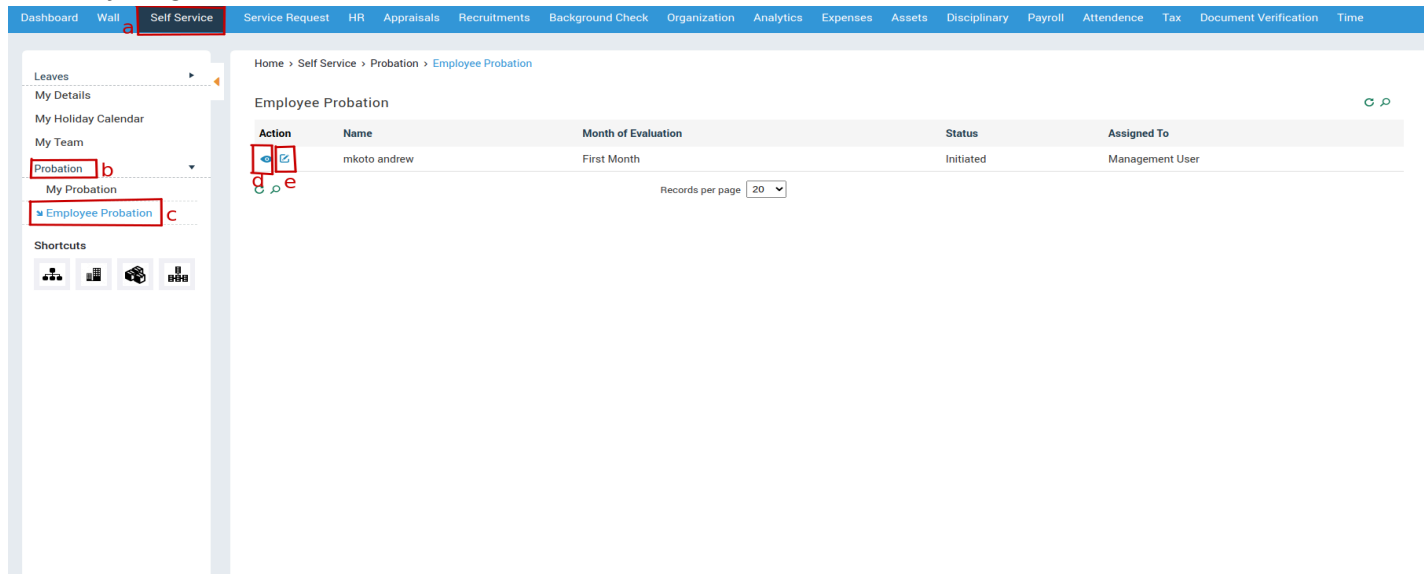 Dashboard Wall Self Service Service Request HR Appraisals Recruitments Background Check Organization Analytics Expenses Assets Disciplinary Payroll Attendence Tax Document Verification Time
a
Home > Self Service > Probation > Employee Probation
Leaves
My Details
My Holiday Calendar
My Team
Probation b
My Probation
Employee Probation c
Shortcuts
Employee Probation
Action Name Month of Evaluation Status Assigned To
mkoto andrew First Month Initiated Management User
d e
Records per page 20